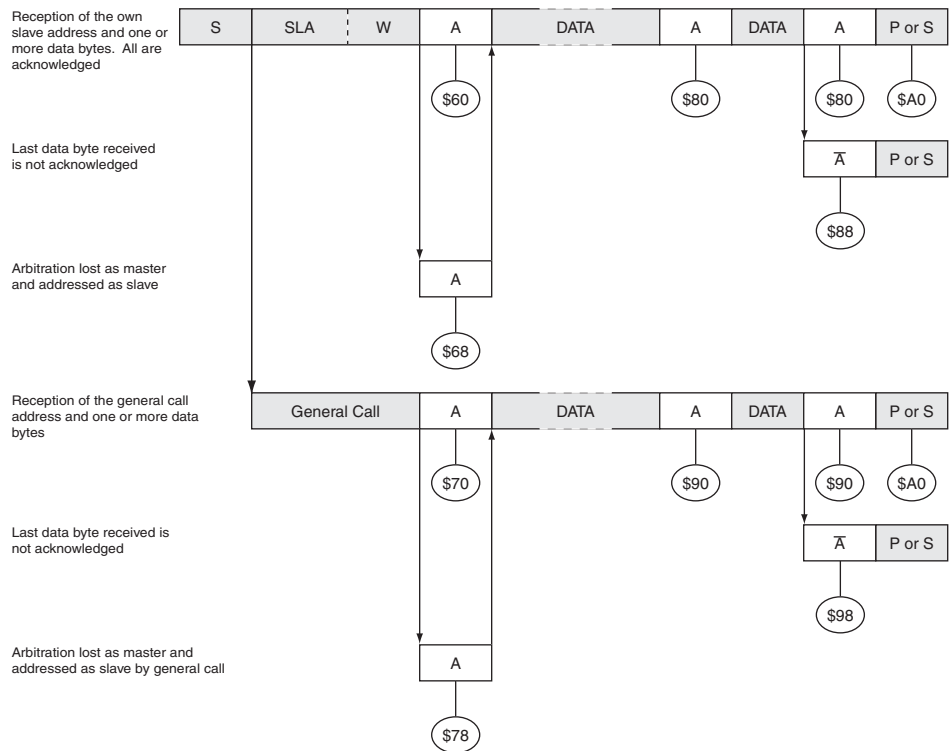 Reception of the own
slave address and one or
more data bytes. All are
acknowledged
S SLA W A DATA A DATA A P or S
$60 $80 $80 $A0
Last data byte received
is not acknowledged
A̅ P or S
$88
Arbitration lost as master
and addressed as slave
A
$68
Reception of the general call
address and one or more data
bytes
General Call A DATA A DATA A P or S
$70 $90 $90 $A0
Last data byte received is
not acknowledged
A̅ P or S
$98
Arbitration lost as master and
addressed as slave by general call
A
$78